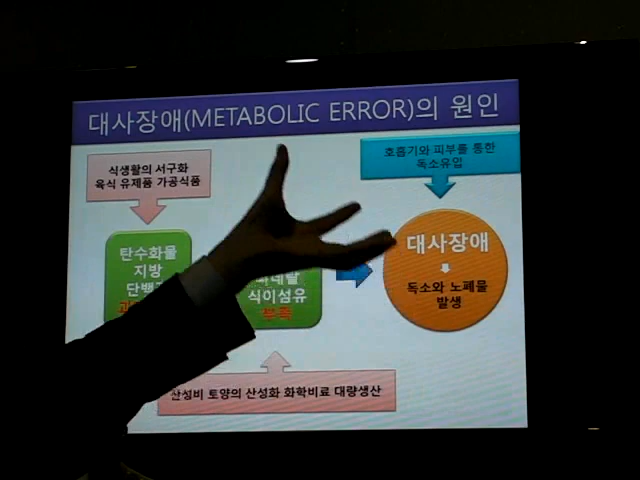 대사장애(METABOLIC ERROR)의 원인
식생활의 서구화
육식 유제품 가공식품
호흡기와 피부를 통한
독소유입
탄수화물
지방
식이섬유
부족
대사장애
독소와 노폐물
발생
산성비 토양의 산성화 화학비료 대량생산